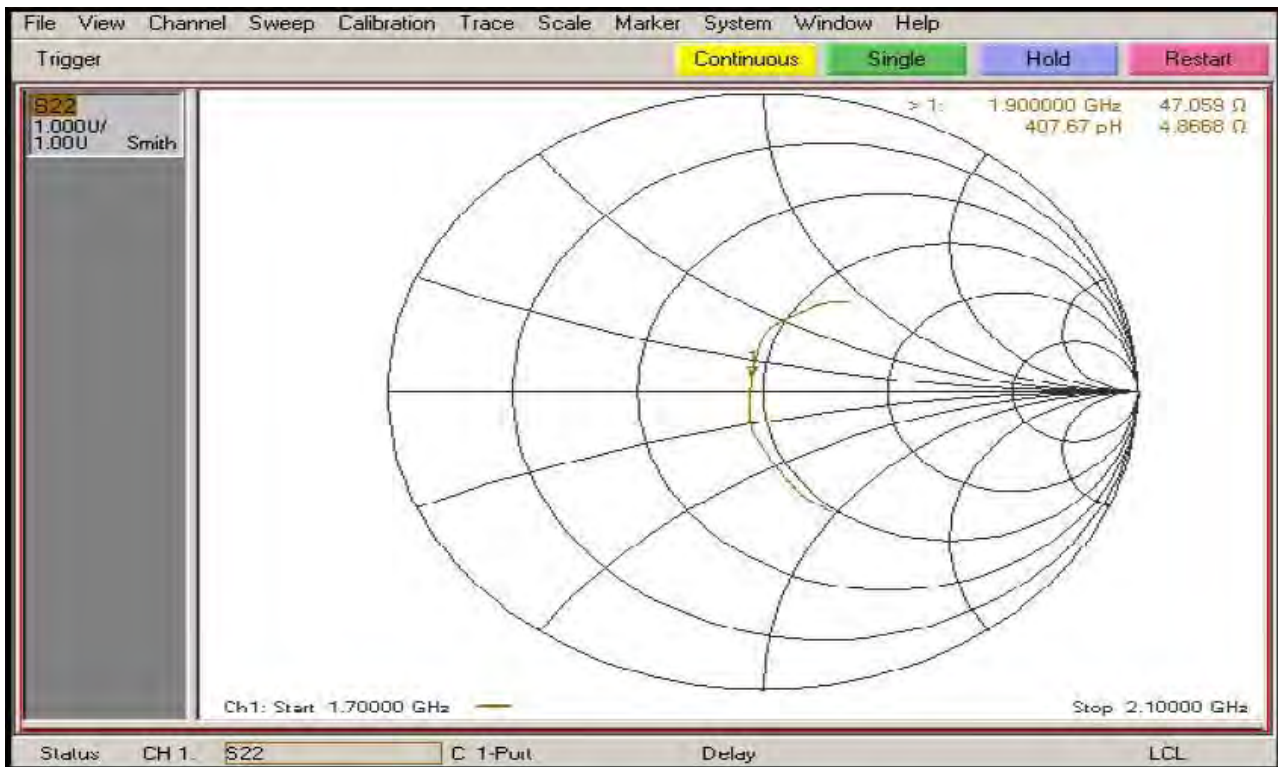 File View Channel Sweep Calibration Trace Scale Marker System Window Help
Trigger Continuous Single Hold Restart
S22
1.000U/
1.00U Smith
> 1: 1.900000 GHz 47.059 Ω
407.67 pH 4.8668 Ω
1
Ch1: Start 1.70000 GHz
Stop 2.10000 GHz
Status CH 1: S22 C 1-Port Delay LCL